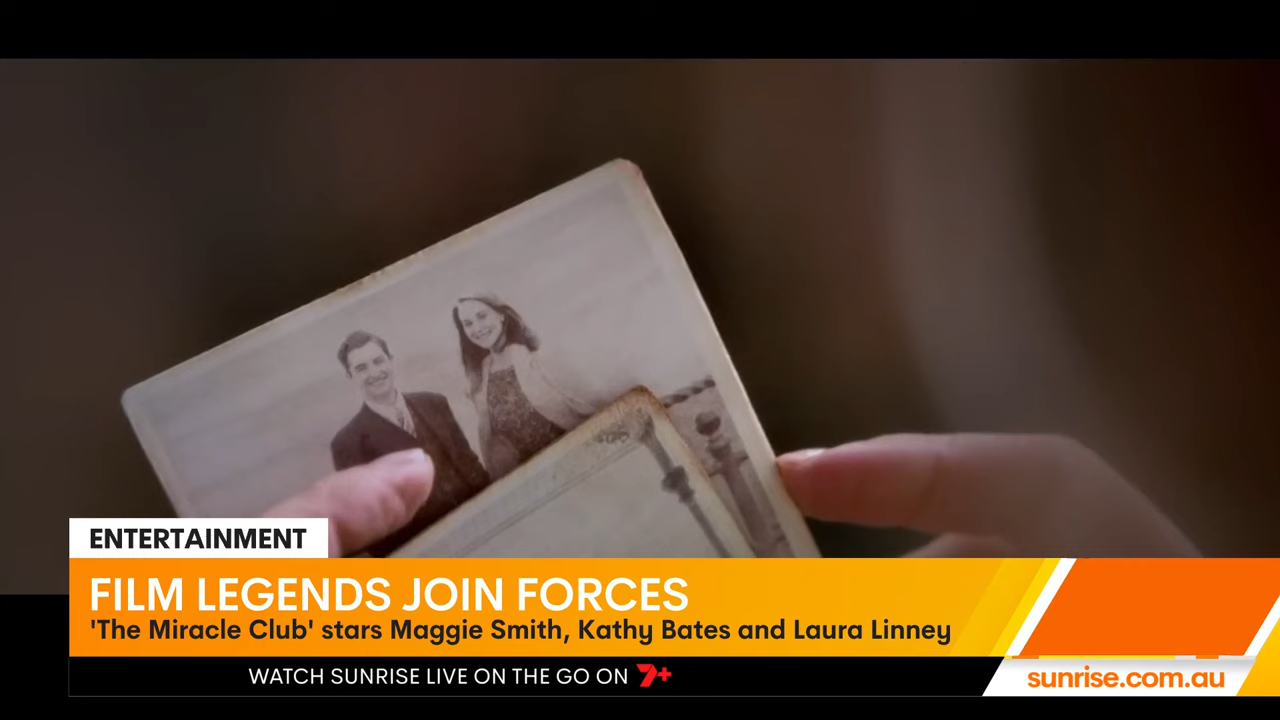 ENTERTAINMENT
FILM LEGENDS JOIN FORCES
'The Miracle Club' stars Maggie Smith, Kathy Bates and Laura Linney
WATCH SUNRISE LIVE ON THE GO ON 7+
sunrise.com.au